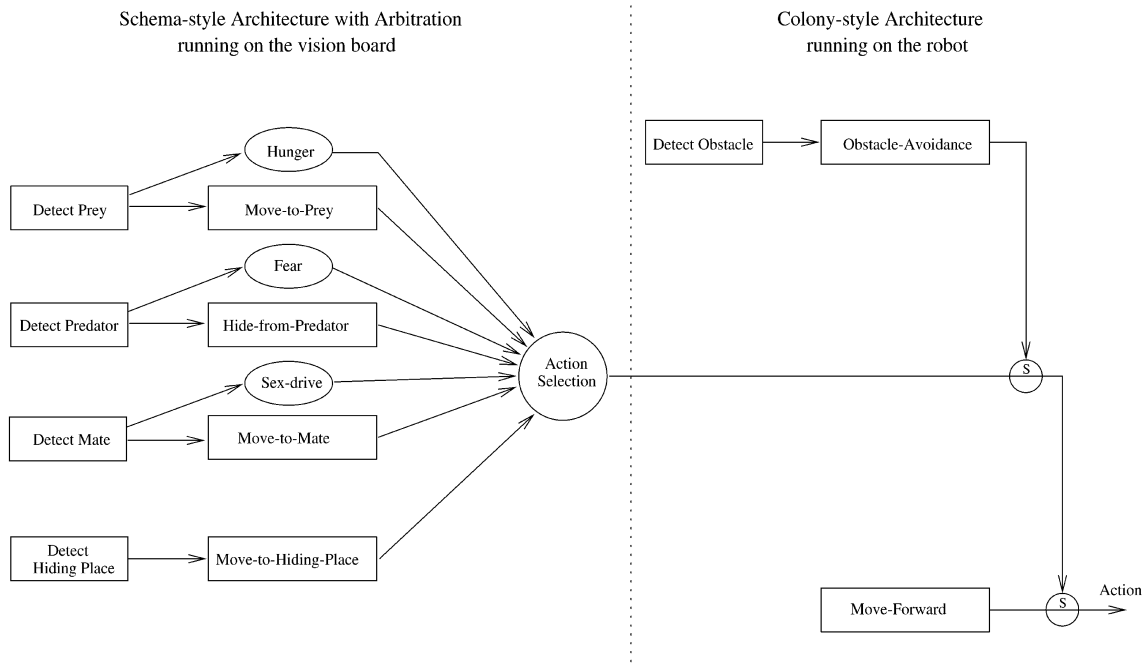 Schema-style Architecture with Arbitration
running on the vision board
Colony-style Architecture
running on the robot
Hunger
Detect Prey
Move-to-Prey
Fear
Detect Predator
Hide-from-Predator
Sex-drive
Detect Mate
Move-to-Mate
Detect
Hiding Place
Move-to-Hiding-Place
Action
Selection
Detect Obstacle
Obstacle-Avoidance
S
Move-Forward
S
Action